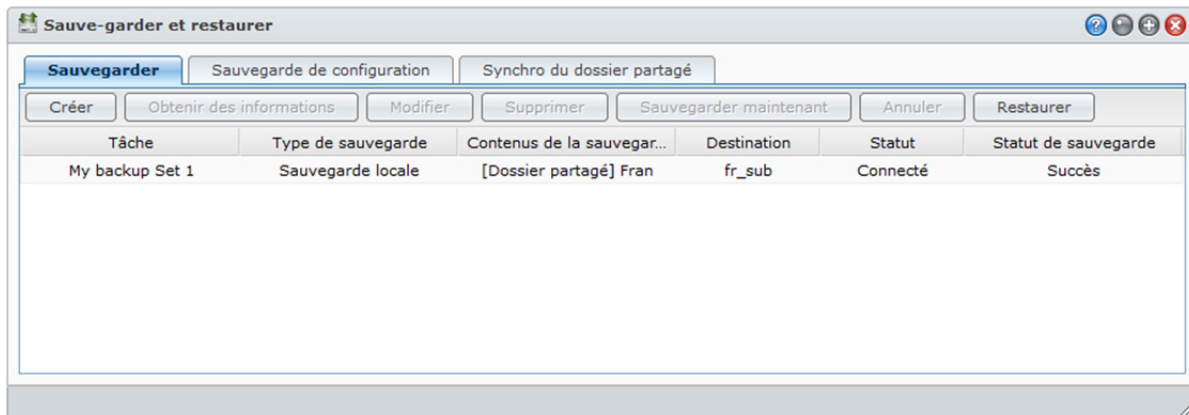 Sauve-garder et restaurer
Sauvegarder Sauvegarde de configuration Synchro du dossier partagé
Créer Obtenir des informations Modifier Supprimer Sauvegarder maintenant Annuler Restaurer
Tâche Type de sauvegarde Contenus de la sauvegar... Destination Statut Statut de sauvegarde
My backup Set 1 Sauvegarde locale [Dossier partagé] Fran fr_sub Connecté Succès